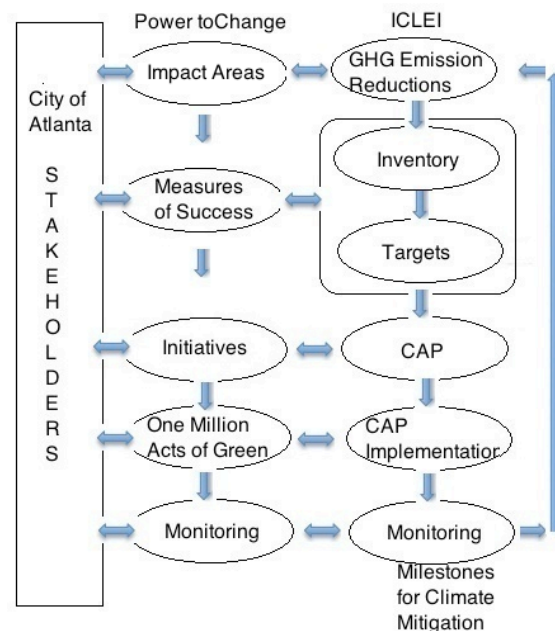 Power toChange
ICLEI
City of
Atlanta
S
T
A
K
E
H
O
L
D
E
R
S
Impact Areas
GHG Emission
Reductions
Inventory
Measures
of Success
Targets
Initiatives
CAP
One Million
Acts of Green
CAP
Implementation
Monitoring
Monitoring
Milestones
for Climate
Mitigation